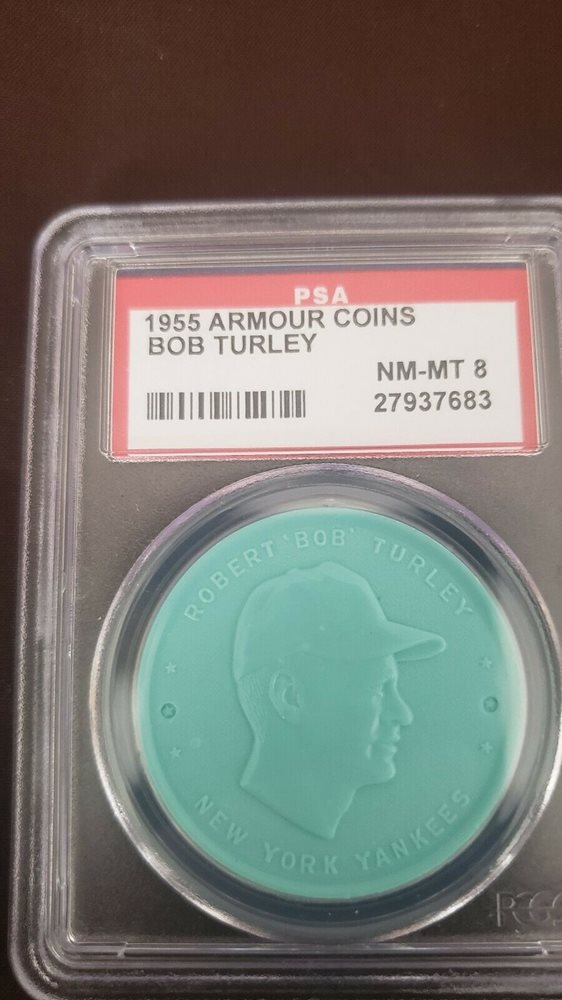 PSA
1955 ARMOUR COINS
BOB TURLEY
NM-MT 8
27937683
ROBERT 'BOB' TURLEY
NEW YORK YANKEES